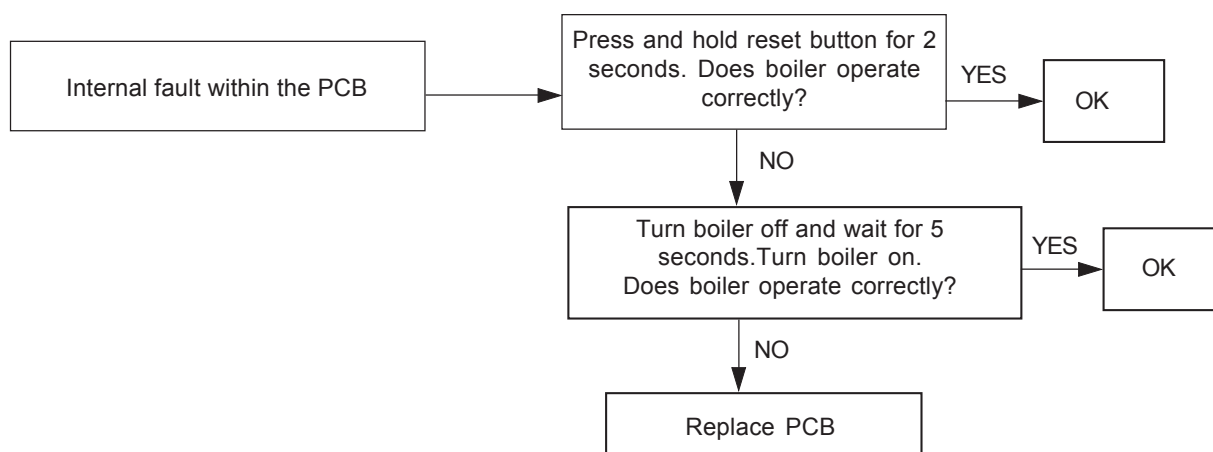 Internal fault within the PCB
Press and hold reset button for 2
seconds. Does boiler operate
correctly?
YES
OK
NO
Turn boiler off and wait for 5
seconds.Turn boiler on.
Does boiler operate correctly?
YES
OK
NO
Replace PCB